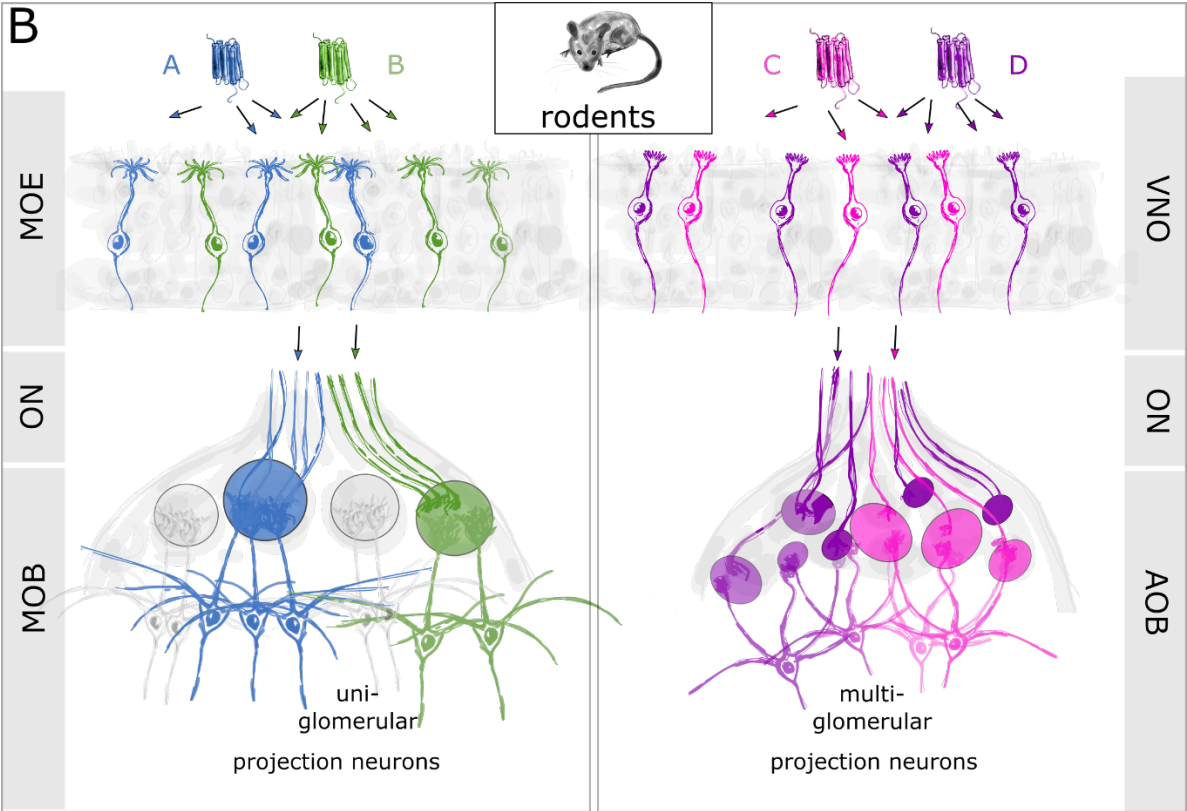 B
A
B
rodents
C
D
MOE
VNO
ON
ON
MOB
AOB
uni-
glomerular
projection neurons
multi-
glomerular
projection neurons